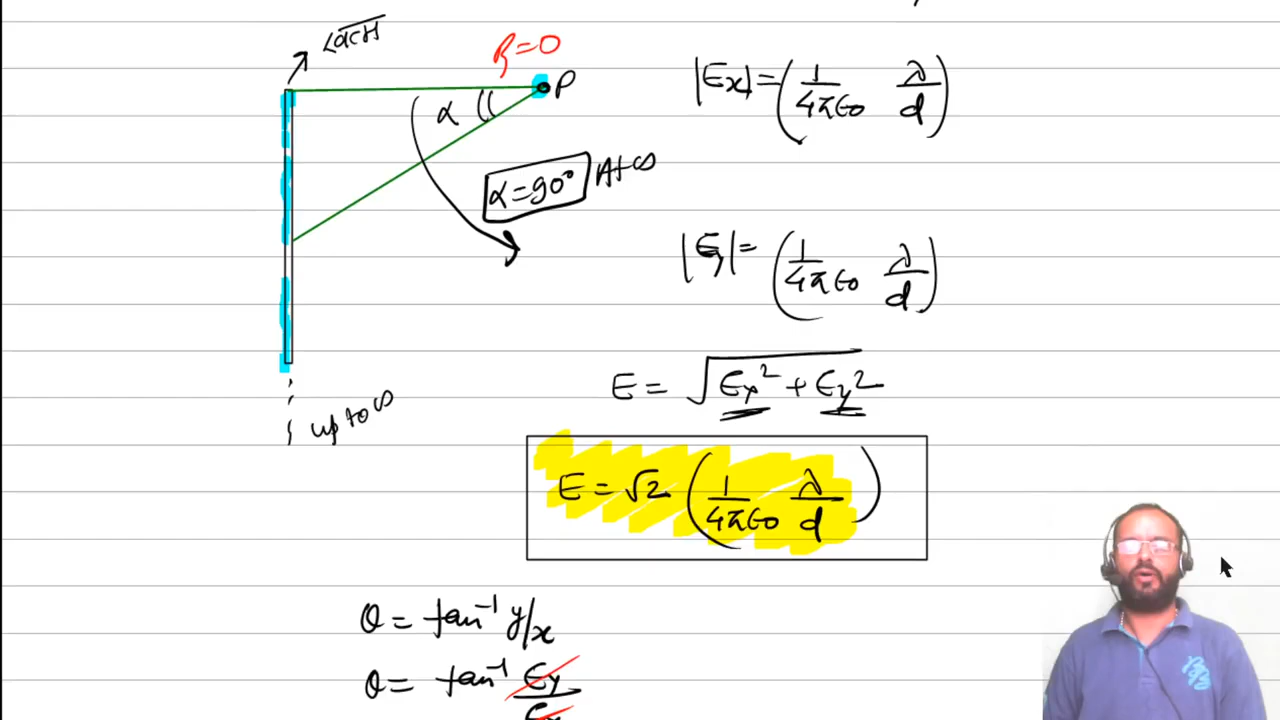 λ a C/H
β=0
P
α
α=90° At ∞
up to ∞
|Ex|=(1/4πε0 λ/d)
|Ey|=(1/4πε0 λ/d)
E = √Ex² + Ey²
E = √2 (1/4πε0 λ/d)
θ = tan⁻¹ y/x
θ = tan⁻¹ Ey/Ex